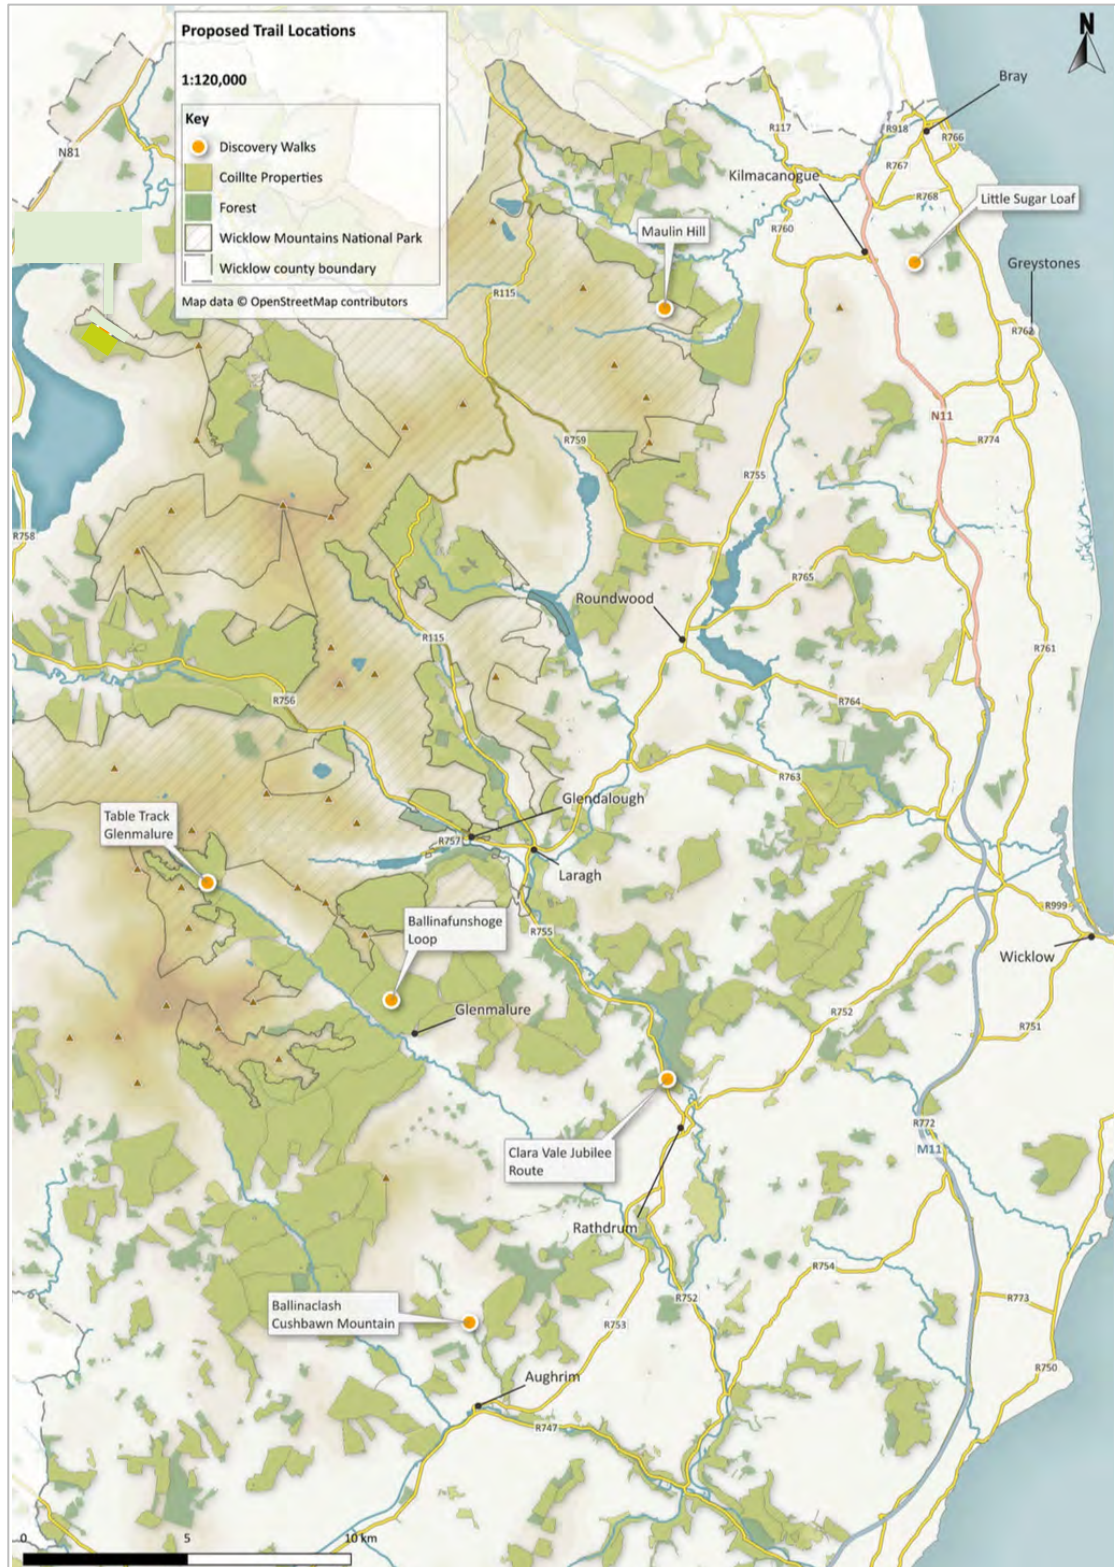 Proposed Trail Locations
1:120,000
Key
Discovery Walks
Coillte Properties
Forest
Wicklow Mountains National Park
Wicklow county boundary
Map data © OpenStreetMap contributors
N
Bray
R117
R918
R766
N81
R767
Kilmacanogue
R768
Little Sugar Loaf
Maulin Hill
R760
Greystones
R115
R762
N11
R759
R774
R755
R758
R765
Roundwood
R115
R761
R756
R764
R763
Table Track
Glenmalure
Glendalough
R757
Laragh
R999
Ballinafunshoge
Loop
R755
Wicklow
Glenmalure
R752
R751
R772
M11
Clara Vale Jubilee
Route
Rathdrum
R754
Ballinaclash
Cushbawn Mountain
R752
R773
R753
R750
Aughrim
R747
0
5
10 km